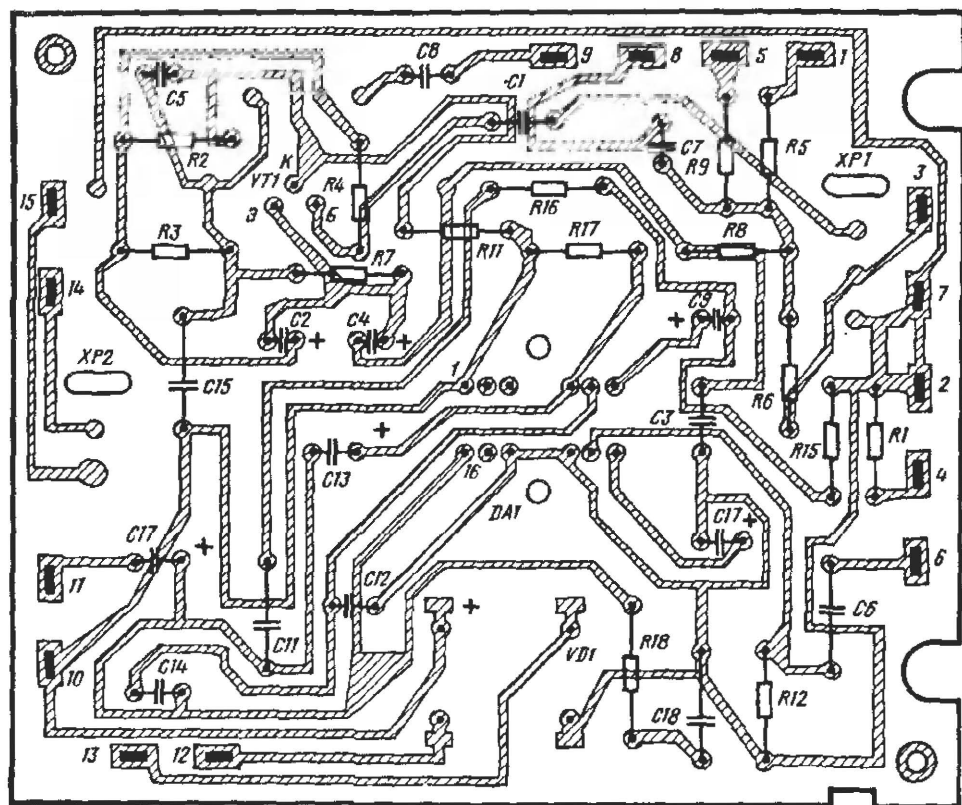 C8
9
8
5
1
C1
C5
R2
К
VT1
Э
Б
R4
C7
R9
R5
XP1
3
15
R3
R16
R11
R17
R8
R7
14
7
C2
+
C4
+
+
C9
1
XP2
C15
C3
R6
2
R15
R1
+
C13
16
DA1
4
C17
+
C17
+
6
11
C12
+
C11
VD1
R18
C6
10
C14
C18
R12
13
12